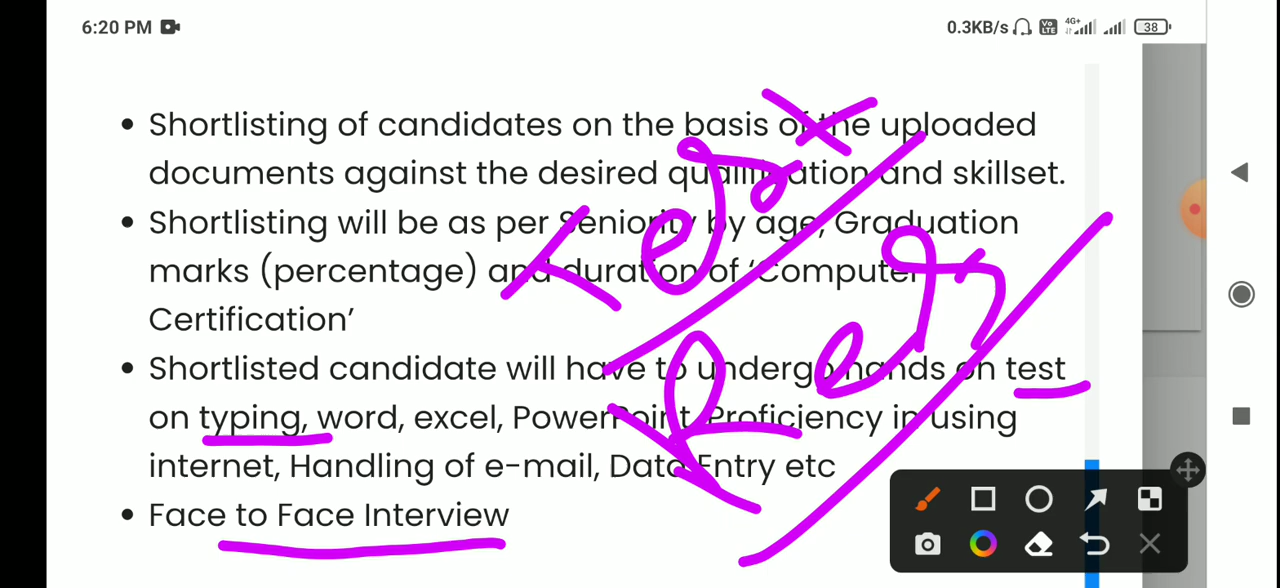 6:20 PM
0.3KB/s Vo LTE 4G+ 38
• Shortlisting of candidates on the basis of the uploaded
documents against the desired qualification and skillset.
• Shortlisting will be as per Seniority by age, Graduation
marks (percentage) and duration of ‘Computer
Certification’
• Shortlisted candidate will have to undergo hands on test
on typing, word, excel, PowerPoint, Proficiency in using
internet, Handling of e-mail, Data Entry etc
• Face to Face Interview
Test